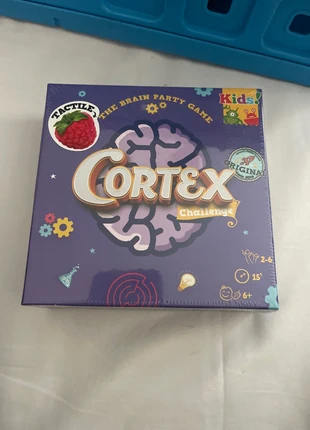 TACTILE
THE BRAIN PARTY GAME
Kids!
CORTEX
Challenge
ORIGINAL
2-6
15'
6+